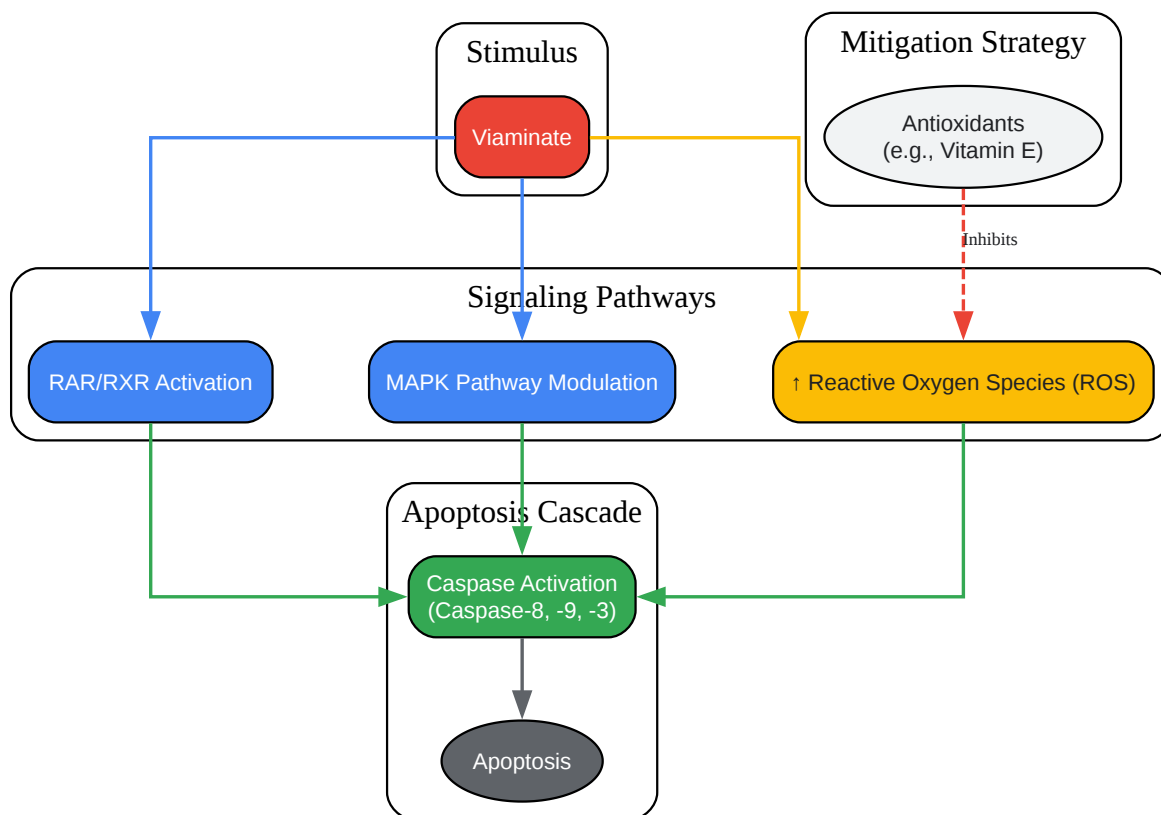 Stimulus
Mitigation Strategy
Viaminate
Antioxidants
(e.g., Vitamin E)
Inhibits
Signaling Pathways
RAR/RXR Activation
MAPK Pathway Modulation
↑ Reactive Oxygen Species (ROS)
Apoptosis Cascade
Caspase Activation
(Caspase-8, -9, -3)
Apoptosis